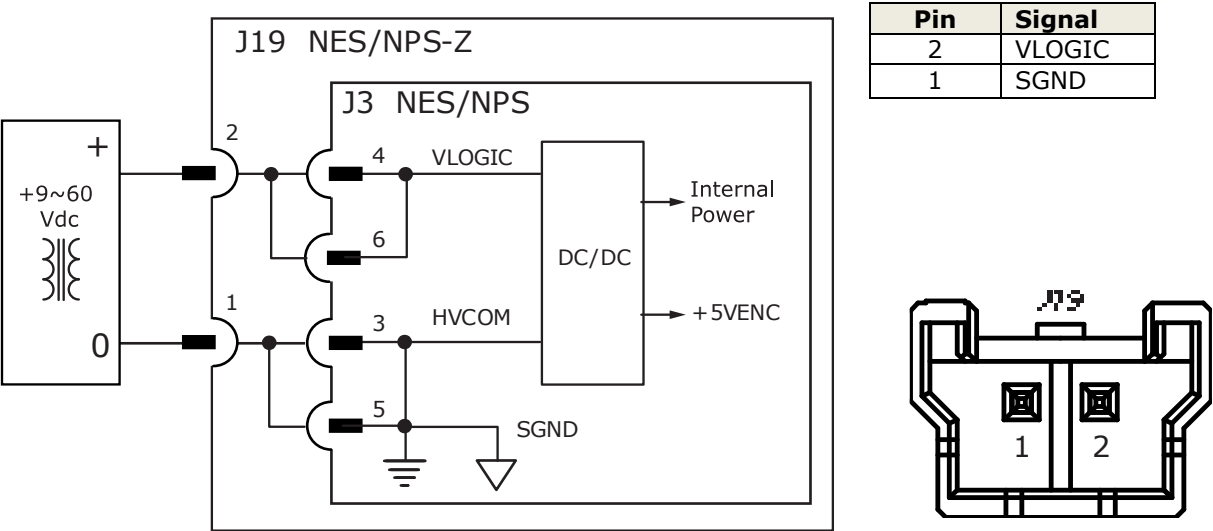 J19 NES/NPS-Z
J3 NES/NPS
+
+9~60
Vdc
0
2
1
4
6
3
5
VLOGIC
HVCOM
SGND
DC/DC
Internal
Power
+5VENC
Pin Signal
2 VLOGIC
1 SGND
J19
1 2